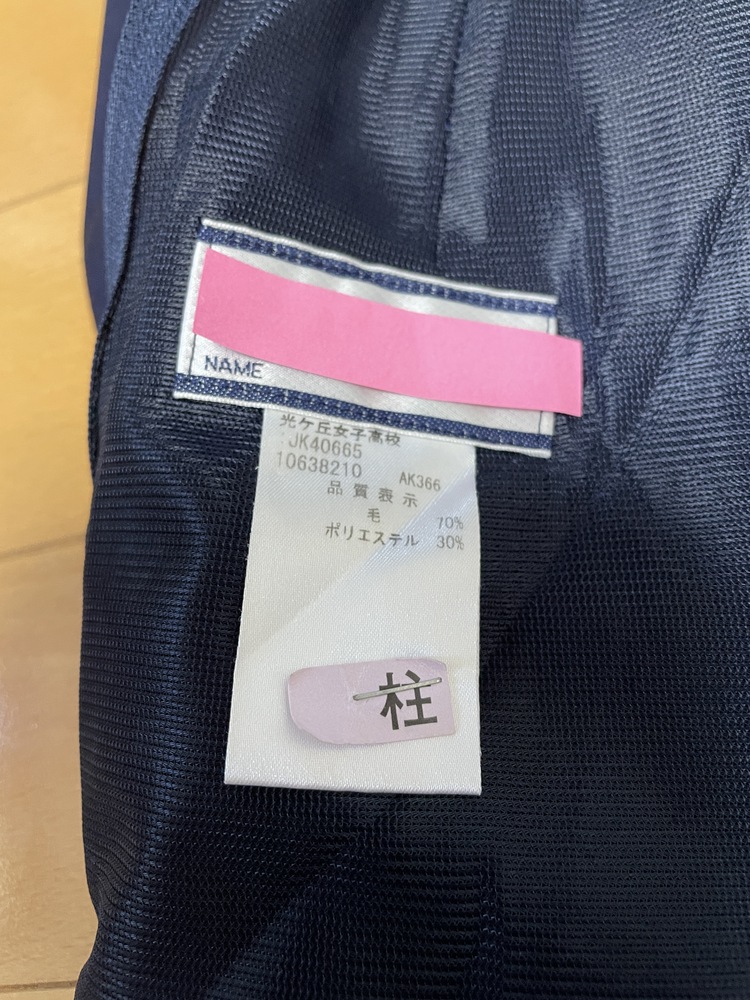 NAME
光ケ丘女子高校
:JK40665
10638210 AK366
品質表示
毛 70%
ポリエステル 30%
柱